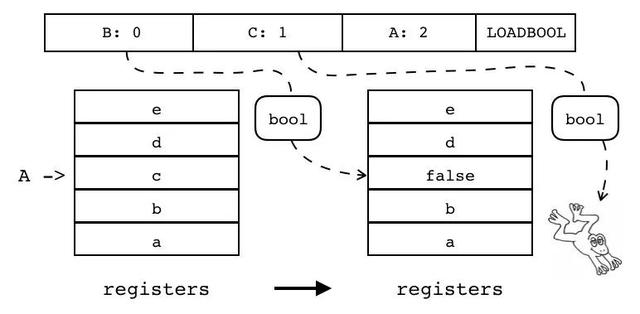 B: 0 C: 1 A: 2 LOADBOOL
e bool e bool
d d
A -> c false
b b
a a
registers registers